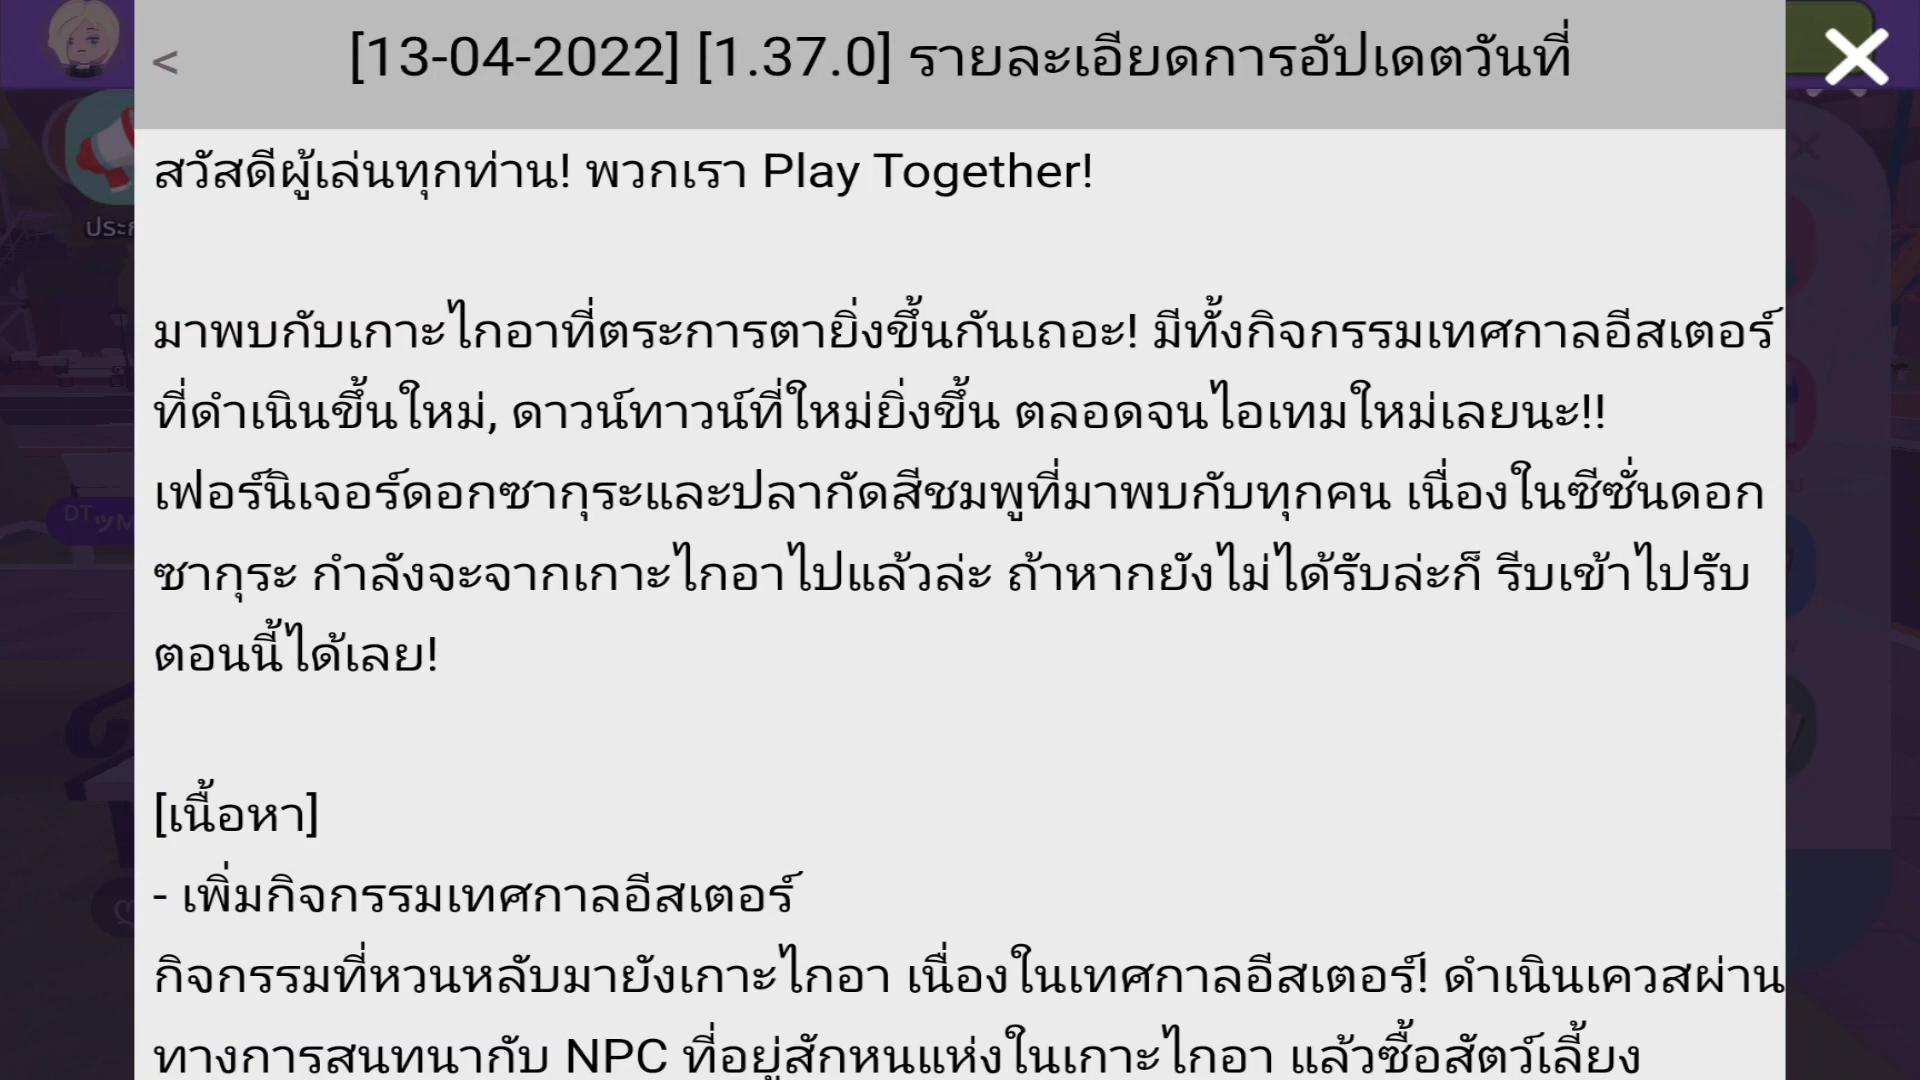 <
[13-04-2022] [1.37.0] รายละเอียดการอัปเดตวันที่
สวัสดีผู้เล่นทุกท่าน! พวกเรา Play Together!
มาพบกับเกาะไกอาที่ตระการตายิ่งขึ้นกันเถอะ! มีทั้งกิจกรรมเทศกาลอีสเตอร์
ที่ดำเนินขึ้นใหม่, ดาวน์ทาวน์ที่ใหม่ยิ่งขึ้น ตลอดจนไอเทมใหม่เลยนะ!!
เฟอร์นิเจอร์ดอกซากุระและปลากัดสีชมพูที่มาพบกับทุกคน เนื่องในซีซั่นดอก
ซากุระ กำลังจะจากเกาะไกอาไปแล้วล่ะ ถ้าหากยังไม่ได้รับล่ะก็ รีบเข้าไปรับ
ตอนนี้ได้เลย!
[เนื้อหา]
- เพิ่มกิจกรรมเทศกาลอีสเตอร์
กิจกรรมที่หวนหลับมายังเกาะไกอา เนื่องในเทศกาลอีสเตอร์! ดำเนินเควสผ่าน
ทางการสนทนากับ NPC ที่อยู่สักหนแห่งในเกาะไกอา แล้วซื้อสัตว์เลี้ยง